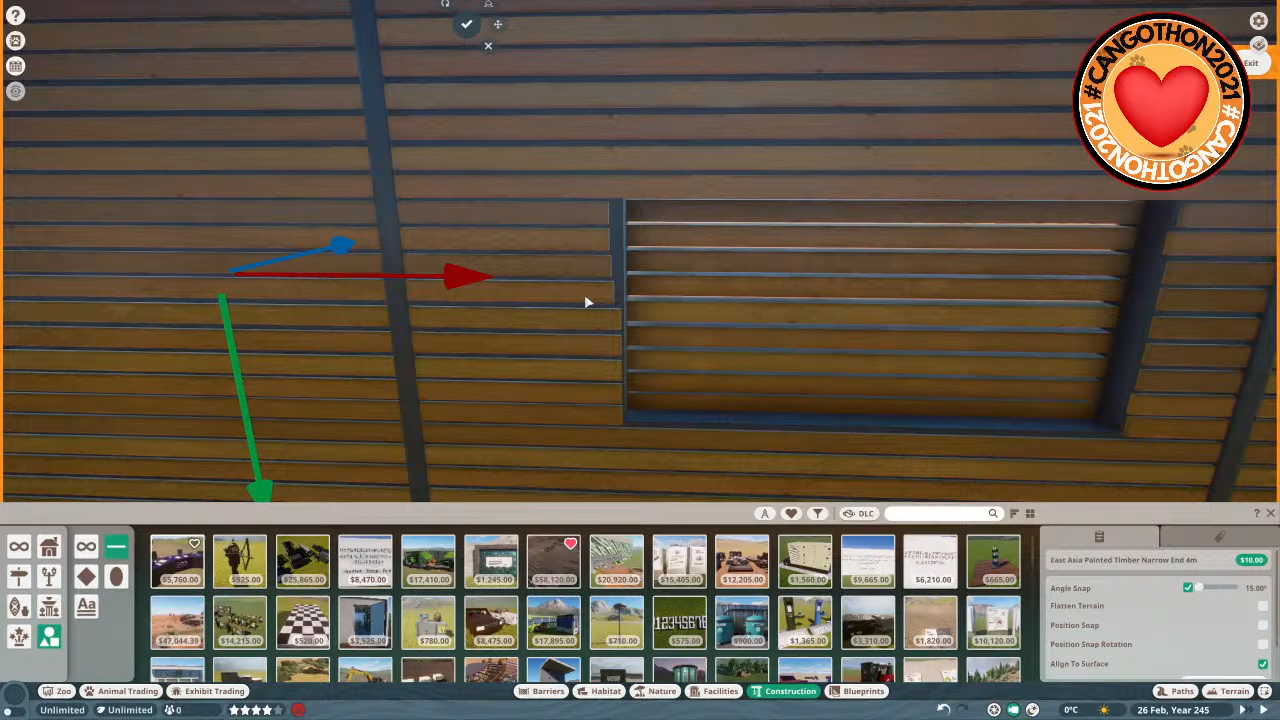 #CANGOTHON2021
#CANGOTHON2021
Exit
DLC
East Asia Painted Timber Narrow End 4m
$10.00
Angle Snap
15.00°
Flatten Terrain
Position Snap
Position Snap Rotation
Align To Surface
$5,760.00
$925.00
$25,865.00
$8,470.00
$17,410.00
$1,245.00
$58,120.00
$20,920.00
$15,405.00
$12,205.00
$1,560.00
$9,665.00
$6,210.00
$665.00
Aa
$47,044.39
$14,215.00
$520.00
$3,525.00
$780.00
$8,475.00
$17,895.00
$710.00
$575.00
$900.00
$1,365.00
$3,310.00
$1,820.00
$10,120.00
Zoo
Animal Trading
Exhibit Trading
Barriers
Habitat
Nature
Facilities
Construction
Blueprints
Paths
Terrain
Unlimited
Unlimited
0
0°C
26 Feb, Year 245